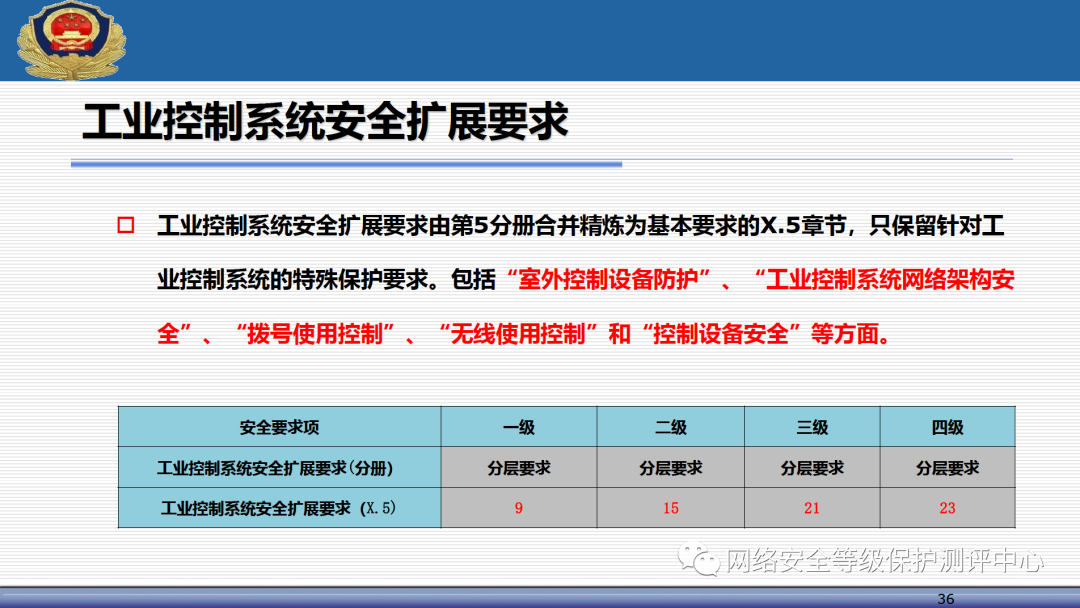 工业控制系统安全扩展要求
工业控制系统安全扩展要求由第5分册合并精炼为基本要求的X.5章节，只保留针对工
业控制系统的特殊保护要求。包括“室外控制设备防护”、“工业控制系统网络架构安
全”、“拨号使用控制”、“无线使用控制”和“控制设备安全”等方面。
安全要求项 一级 二级 三级 四级
工业控制系统安全扩展要求(分册) 分层要求 分层要求 分层要求 分层要求
工业控制系统安全扩展要求（X.5) 9 15 21 23
网络安全等级保护测评中心
36